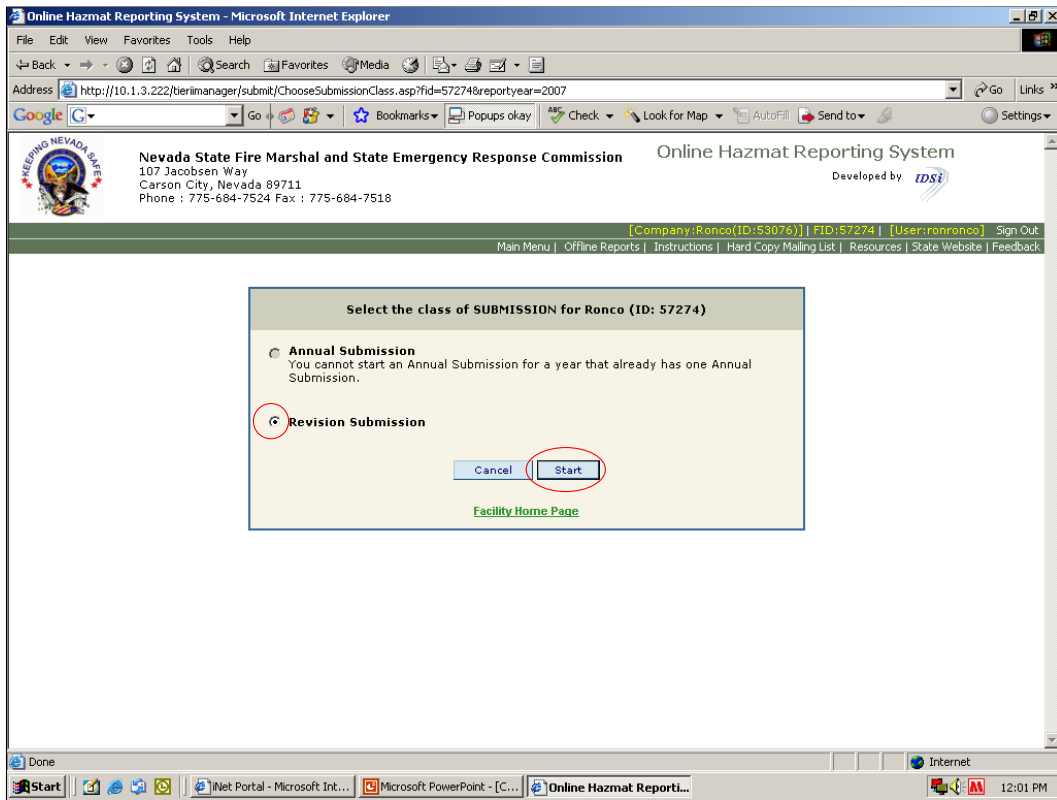 Online Hazmat Reporting System - Microsoft Internet Explorer
File Edit View Favorites Tools Help
Back Search Favorites Media
Address http://10.1.3.222/tieriimanager/submit/ChooseSubmissionClass.asp?fid=57274&reportyear=2007 Go Links »
Google G Go Bookmarks Popups okay ABC Check Look for Map AutoFill Send to Settings
KEEPING NEVADA SAFE
Nevada State Fire Marshal and State Emergency Response Commission
107 Jacobsen Way
Carson City, Nevada 89711
Phone : 775-684-7524 Fax : 775-684-7518
Online Hazmat Reporting System
Developed by IDSi
[Company:Ronco(ID:53076)] | FID:57274 | [User:ronronco] Sign Out
Main Menu | Offline Reports | Instructions | Hard Copy Mailing List | Resources | State Website | Feedback
Select the class of SUBMISSION for Ronco (ID: 57274)
Annual Submission
You cannot start an Annual Submission for a year that already has one Annual
Submission.
Revision Submission
Cancel Start
Facility Home Page
Done Internet
Start iNet Portal - Microsoft Int... Microsoft PowerPoint - [C... Online Hazmat Reporti... 12:01 PM